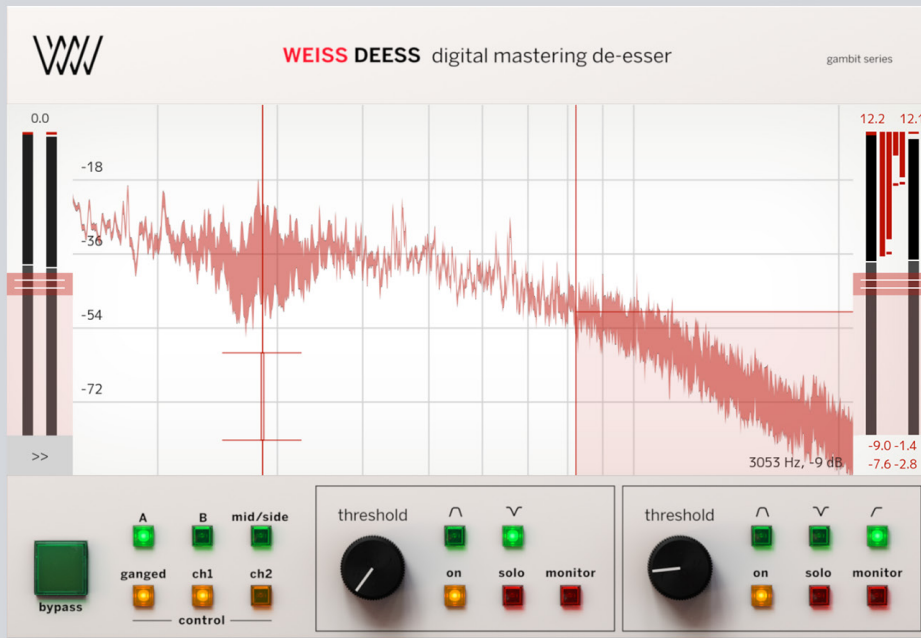 WEISS DEESS digital mastering de-esser
gambit series
0.0
12.2 12.1
-18
-36
-54
-72
>>
3053 Hz, -9 dB
-9.0 -1.4
-7.6 -2.8
A B mid/side
threshold
threshold
ganged ch1 ch2
on solo monitor
on solo monitor
bypass
control